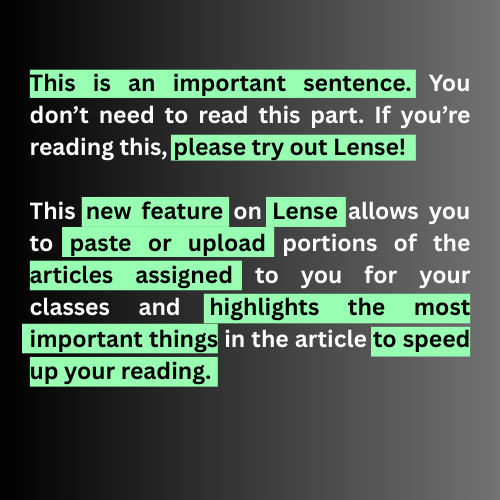 This is an important sentence. You
don’t need to read this part. If you’re
reading this, please try out Lense!
This new feature on Lense allows you
to paste or upload portions of the
articles assigned to you for your
classes and highlights the most
important things in the article to speed
up your reading.